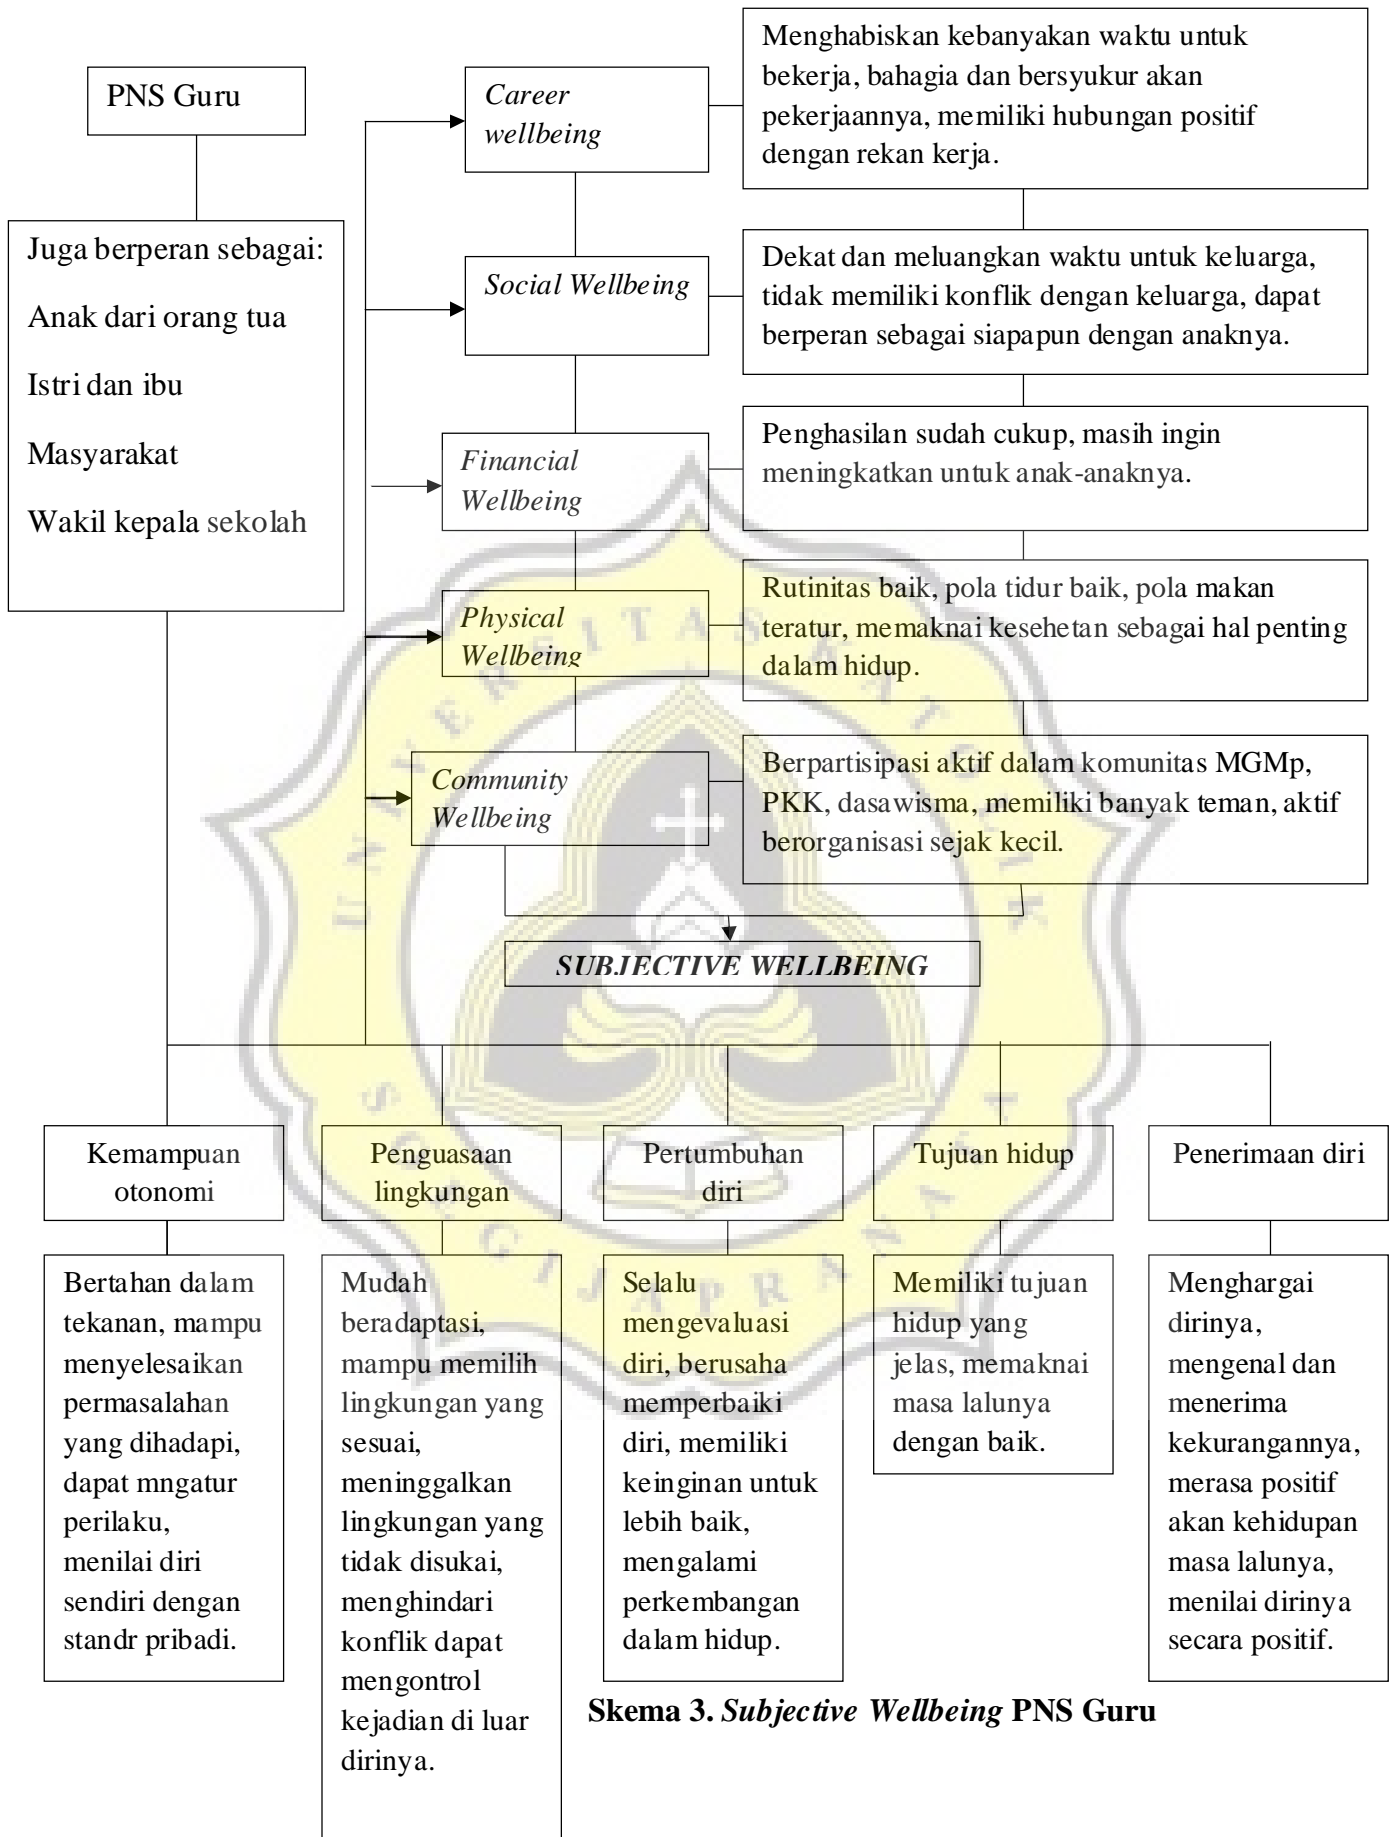 PNS Guru
Juga berperan sebagai:
Anak dari orang tua
Istri dan ibu
Masyarakat
Wakil kepala sekolah
Career
wellbeing
Menghabiskan kebanyakan waktu untuk
bekerja, bahagia dan bersyukur akan
pekerjaannya, memiliki hubungan positif
dengan rekan kerja.
Social Wellbeing
Dekat dan meluangkan waktu untuk keluarga,
tidak memiliki konflik dengan keluarga, dapat
berperan sebagai siapapun dengan anaknya.
Financial
Wellbeing
Penghasilan sudah cukup, masih ingin
meningkatkan untuk anak-anaknya.
Physical
Wellbeing
Rutinitas baik, pola tidur baik, pola makan
teratur, memaknai kesehetan sebagai hal penting
dalam hidup.
Community
Wellbeing
Berpartisipasi aktif dalam komunitas MGMp,
PKK, dasawisma, memiliki banyak teman, aktif
berorganisasi sejak kecil.
SUBJECTIVE WELLBEING
Kemampuan
otonomi
Bertahan dalam
tekanan, mampu
menyelesaikan
permasalahan
yang dihadapi,
dapat mngatur
perilaku,
menilai diri
sendiri dengan
standr pribadi.
Penguasaan
lingkungan
Mudah
beradaptasi,
mampu memilih
lingkungan yang
sesuai,
meninggalkan
lingkungan yang
tidak disukai,
menghindari
konflik dapat
mengontrol
kejadian di luar
dirinya.
Pertumbuhan
diri
Selalu
mengevaluasi
diri, berusaha
memperbaiki
diri, memiliki
keinginan untuk
lebih baik,
mengalami
perkembangan
dalam hidup.
Tujuan hidup
Memiliki tujuan
hidup yang
jelas, memaknai
masa lalunya
dengan baik.
Penerimaan diri
Menghargai
dirinya,
mengenal dan
menerima
kekurangannya,
merasa positif
akan kehidupan
masa lalunya,
menilai dirinya
secara positif.
Skema 3. Subjective Wellbeing PNS Guru
UNIVERSITAS KATOLIK
SOEGIJAPRANATA